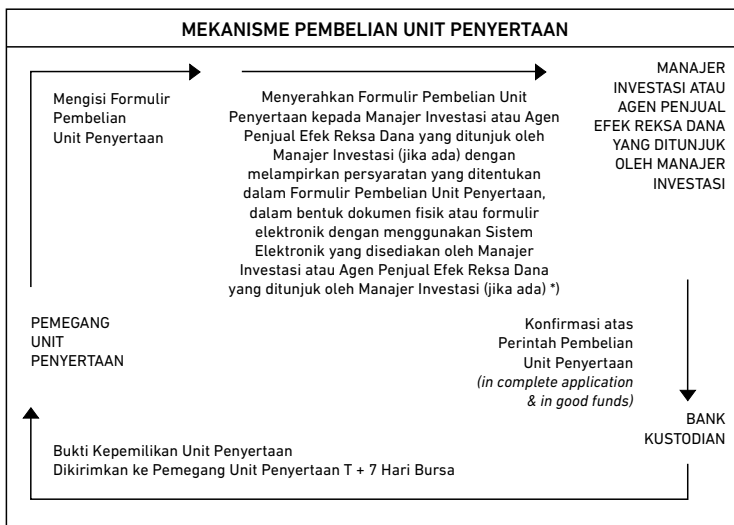 MEKANISME PEMBELIAN UNIT PENYERTAAN
Mengisi Formulir
Pembelian
Unit Penyertaan
Menyerahkan Formulir Pembelian Unit
Penyertaan kepada Manajer Investasi atau Agen
Penjual Efek Reksa Dana yang ditunjuk oleh
Manajer Investasi (jika ada) dengan
melampirkan persyaratan yang ditentukan
dalam Formulir Pembelian Unit Penyertaan,
dalam bentuk dokumen fisik atau formulir
elektronik dengan menggunakan Sistem
Elektronik yang disediakan oleh Manajer
Investasi atau Agen Penjual Efek Reksa Dana
yang ditunjuk oleh Manajer Investasi (jika ada) *)
MANAJER
INVESTASI ATAU
AGEN PENJUAL
EFEK REKSA DANA
YANG DITUNJUK
OLEH MANAJER
INVESTASI
PEMEGANG
UNIT
PENYERTAAN
Konfirmasi atas
Perintah Pembelian
Unit Penyertaan
(in complete application
& in good funds)
BANK
KUSTODIAN
Bukti Kepemilikan Unit Penyertaan
Dikirimkan ke Pemegang Unit Penyertaan T + 7 Hari Bursa